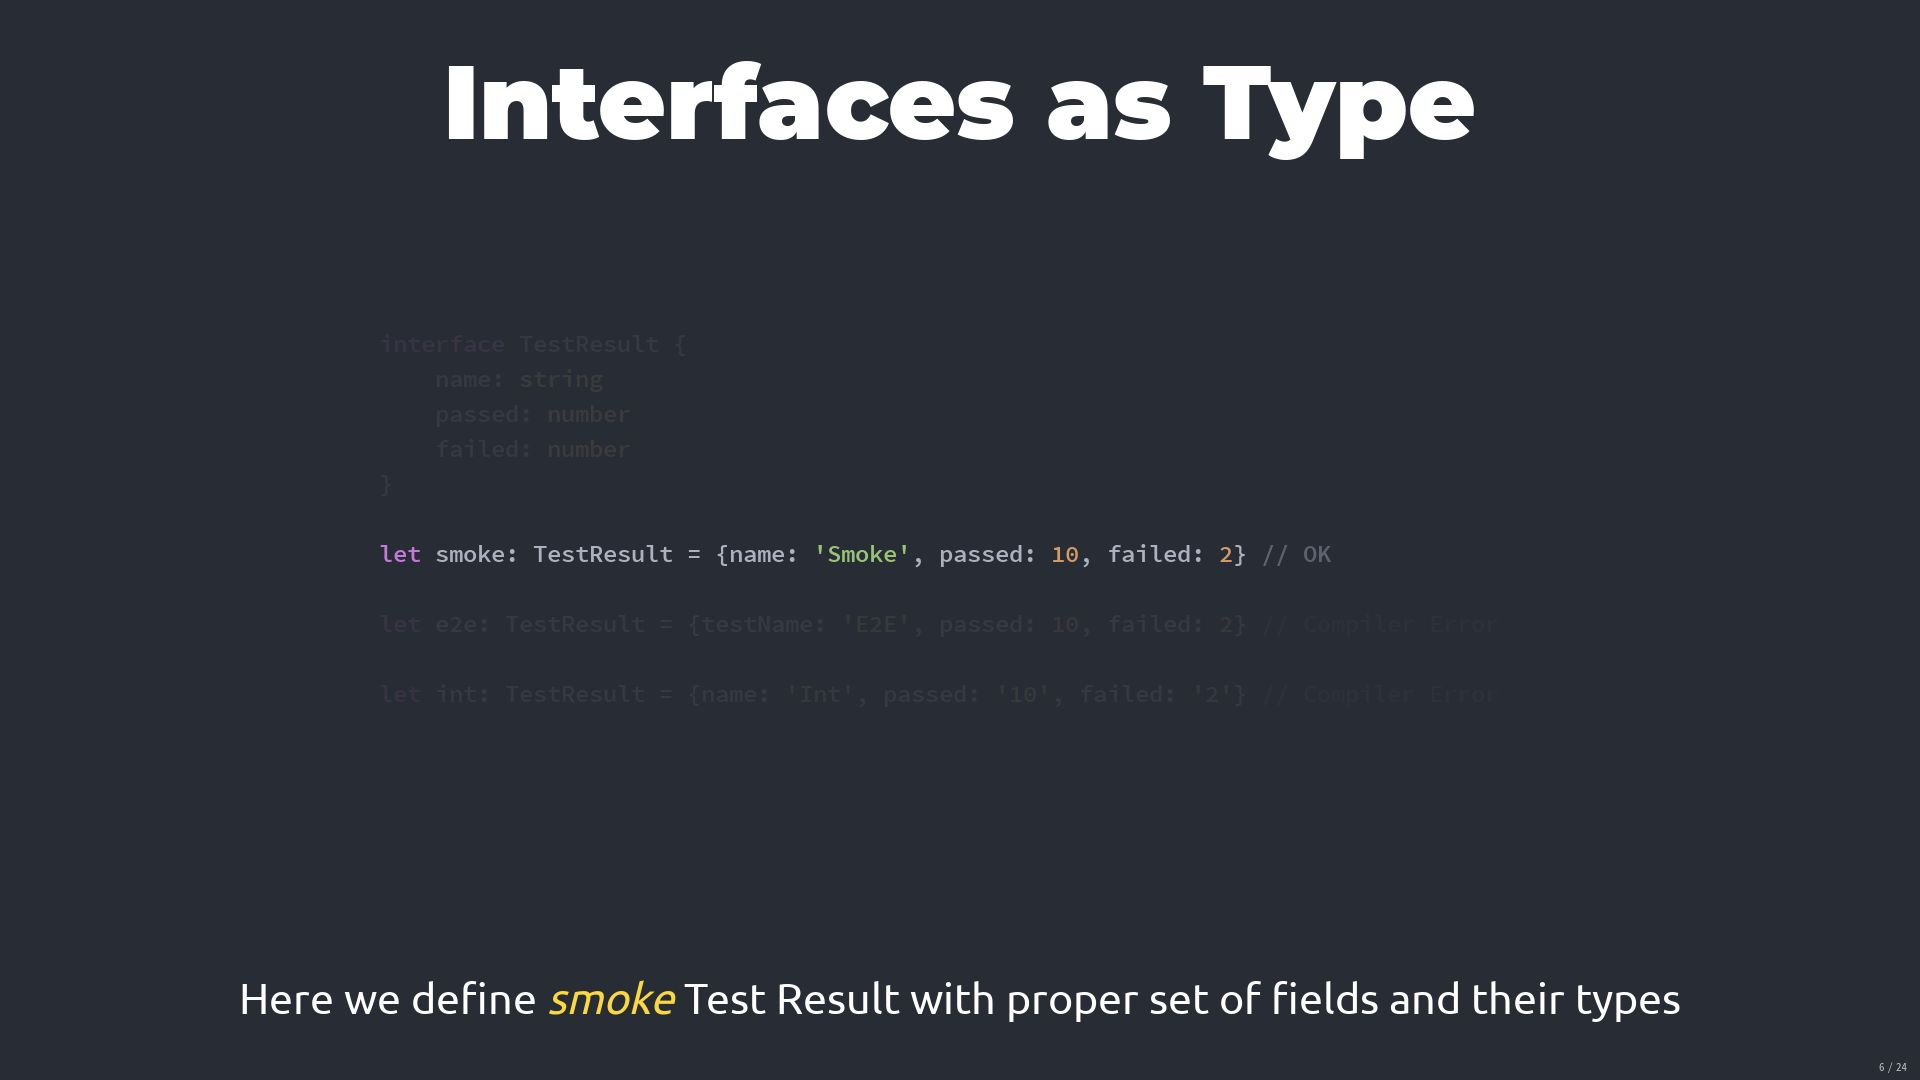 Interfaces as Type
interface TestResult {
    name: string
    passed: number
    failed: number
}
let smoke: TestResult = {name: 'Smoke', passed: 10, failed: 2} // OK
let e2e: TestResult = {testName: 'E2E', passed: 10, failed: 2} // Compiler Error
let int: TestResult = {name: 'Int', passed: '10', failed: '2'} // Compiler Error
Here we define smoke Test Result with proper set of fields and their types
6 / 24